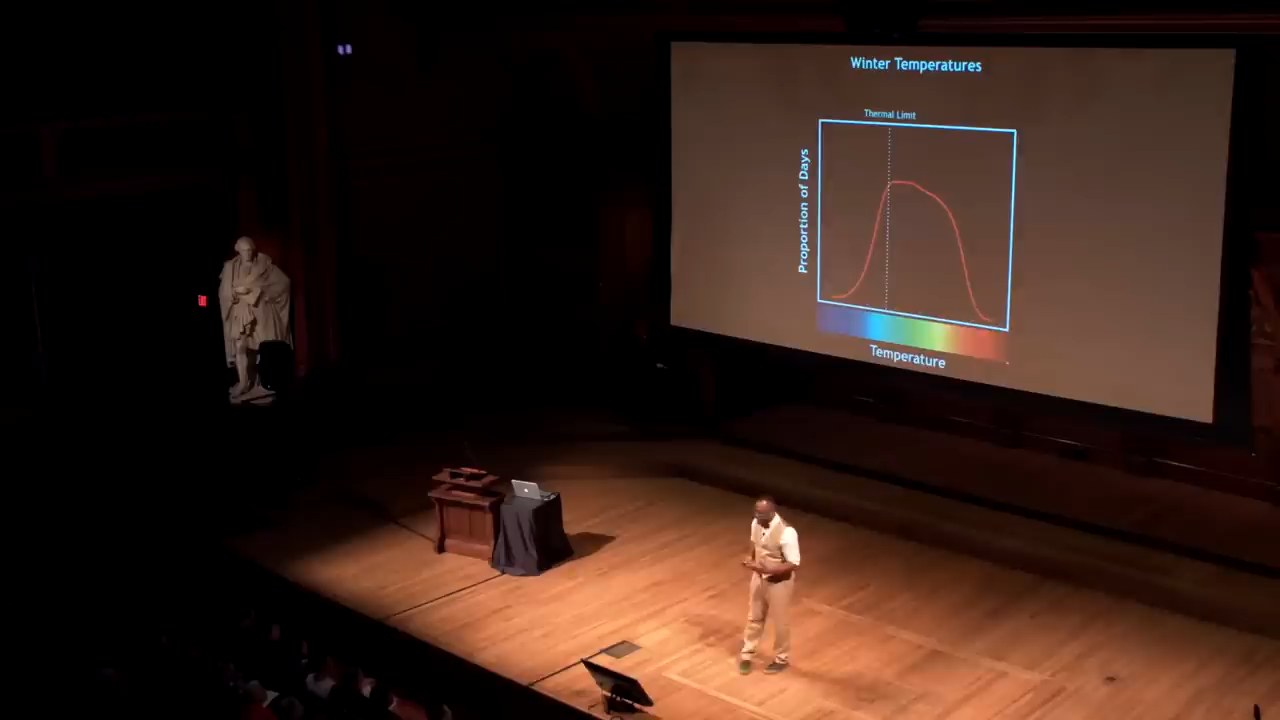 Winter Temperatures
Thermal Limit
Proportion of Days
Temperature